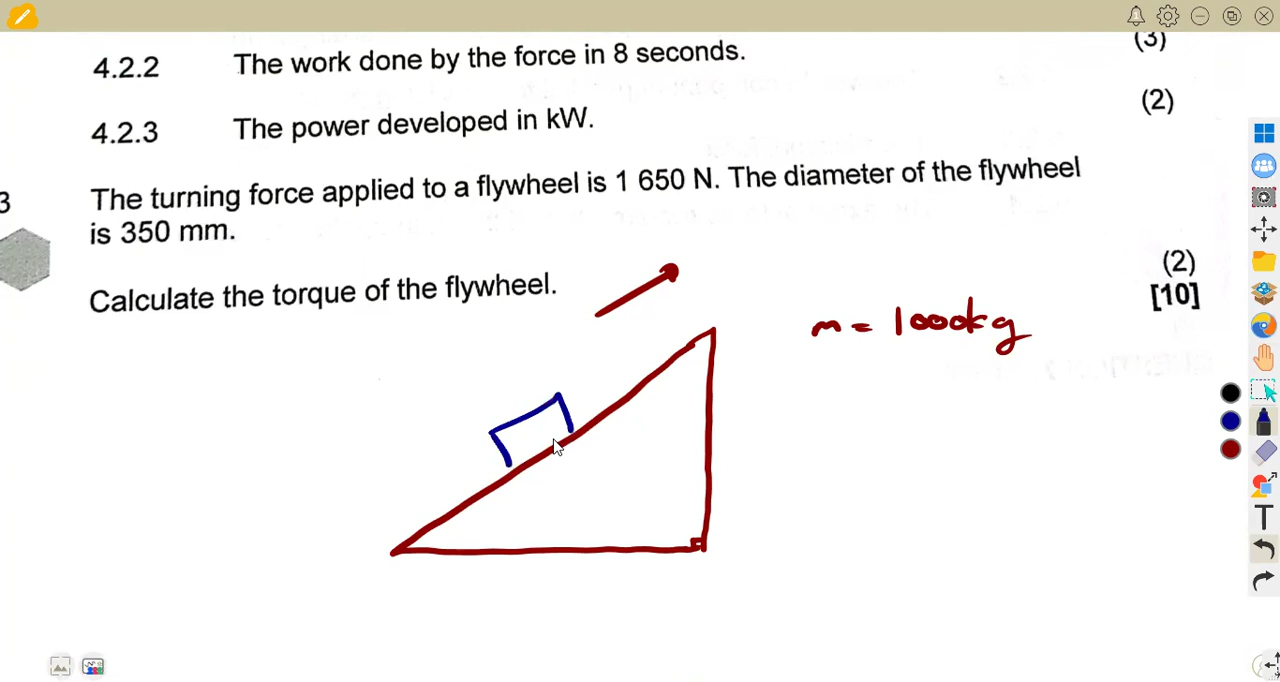 (3)
4.2.2 The work done by the force in 8 seconds.
(2)
4.2.3 The power developed in kW.
3 The turning force applied to a flywheel is 1 650 N. The diameter of the flywheel
is 350 mm.
(2)
Calculate the torque of the flywheel.
[10]
m = 1000kg
T